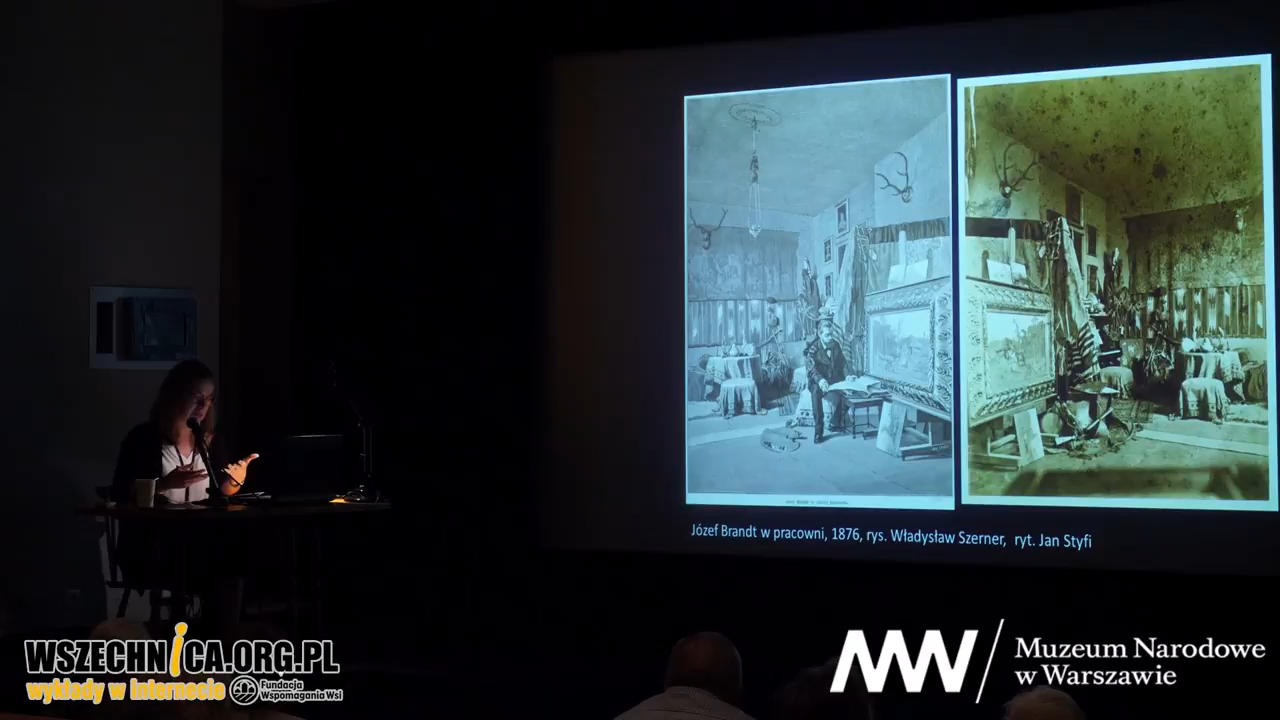 Józef Brandt w pracowni, 1876, rys. Władysław Szerner, ryt. Jan Styfi
WSZECHNICA.ORG.PL
wykłady w internecie
Fundacja
Wspomagania Wsi
Muzeum Narodowe
w Warszawie